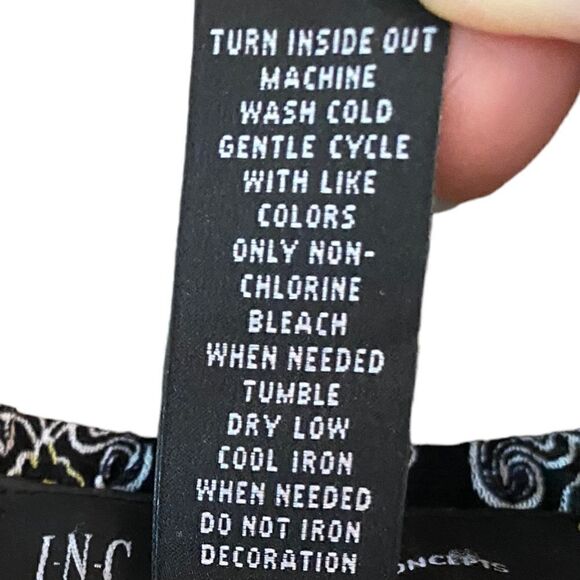 TURN INSIDE OUT
MACHINE
WASH COLD
GENTLE CYCLE
WITH LIKE
COLORS
ONLY NON-
CHLORINE
BLEACH
WHEN NEEDED
TUMBLE
DRY LOW
COOL IRON
WHEN NEEDED
DO NOT IRON
DECORATION
I·N·C
ONCEPTS